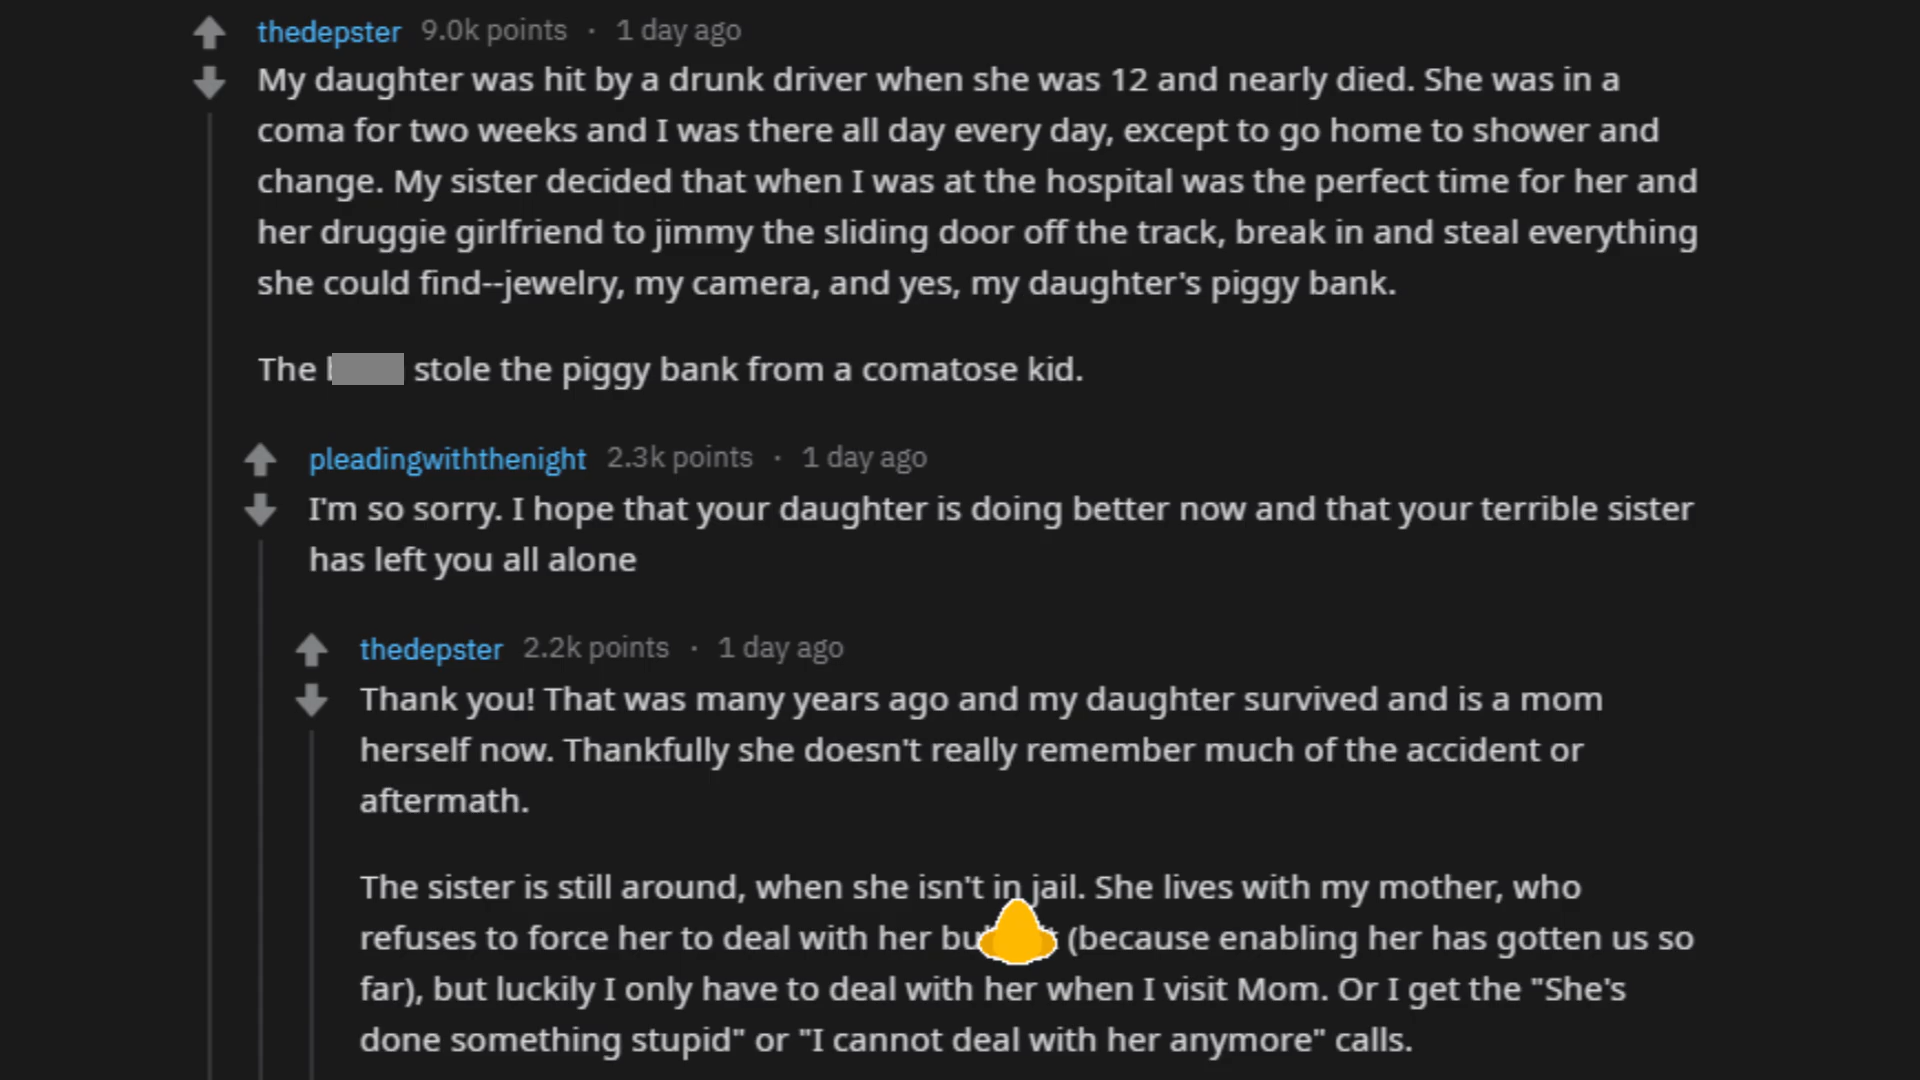 thedepster 9.0k points · 1 day ago
My daughter was hit by a drunk driver when she was 12 and nearly died. She was in a
coma for two weeks and I was there all day every day, except to go home to shower and
change. My sister decided that when I was at the hospital was the perfect time for her and
her druggie girlfriend to jimmy the sliding door off the track, break in and steal everything
she could find--jewelry, my camera, and yes, my daughter's piggy bank.
The stole the piggy bank from a comatose kid.
pleadingwiththenight 2.3k points · 1 day ago
I'm so sorry. I hope that your daughter is doing better now and that your terrible sister
has left you all alone
thedepster 2.2k points · 1 day ago
Thank you! That was many years ago and my daughter survived and is a mom
herself now. Thankfully she doesn't really remember much of the accident or
aftermath.
The sister is still around, when she isn't in jail. She lives with my mother, who
refuses to force her to deal with her (because enabling her has gotten us so
far), but luckily I only have to deal with her when I visit Mom. Or I get the "She's
done something stupid" or "I cannot deal with her anymore" calls.